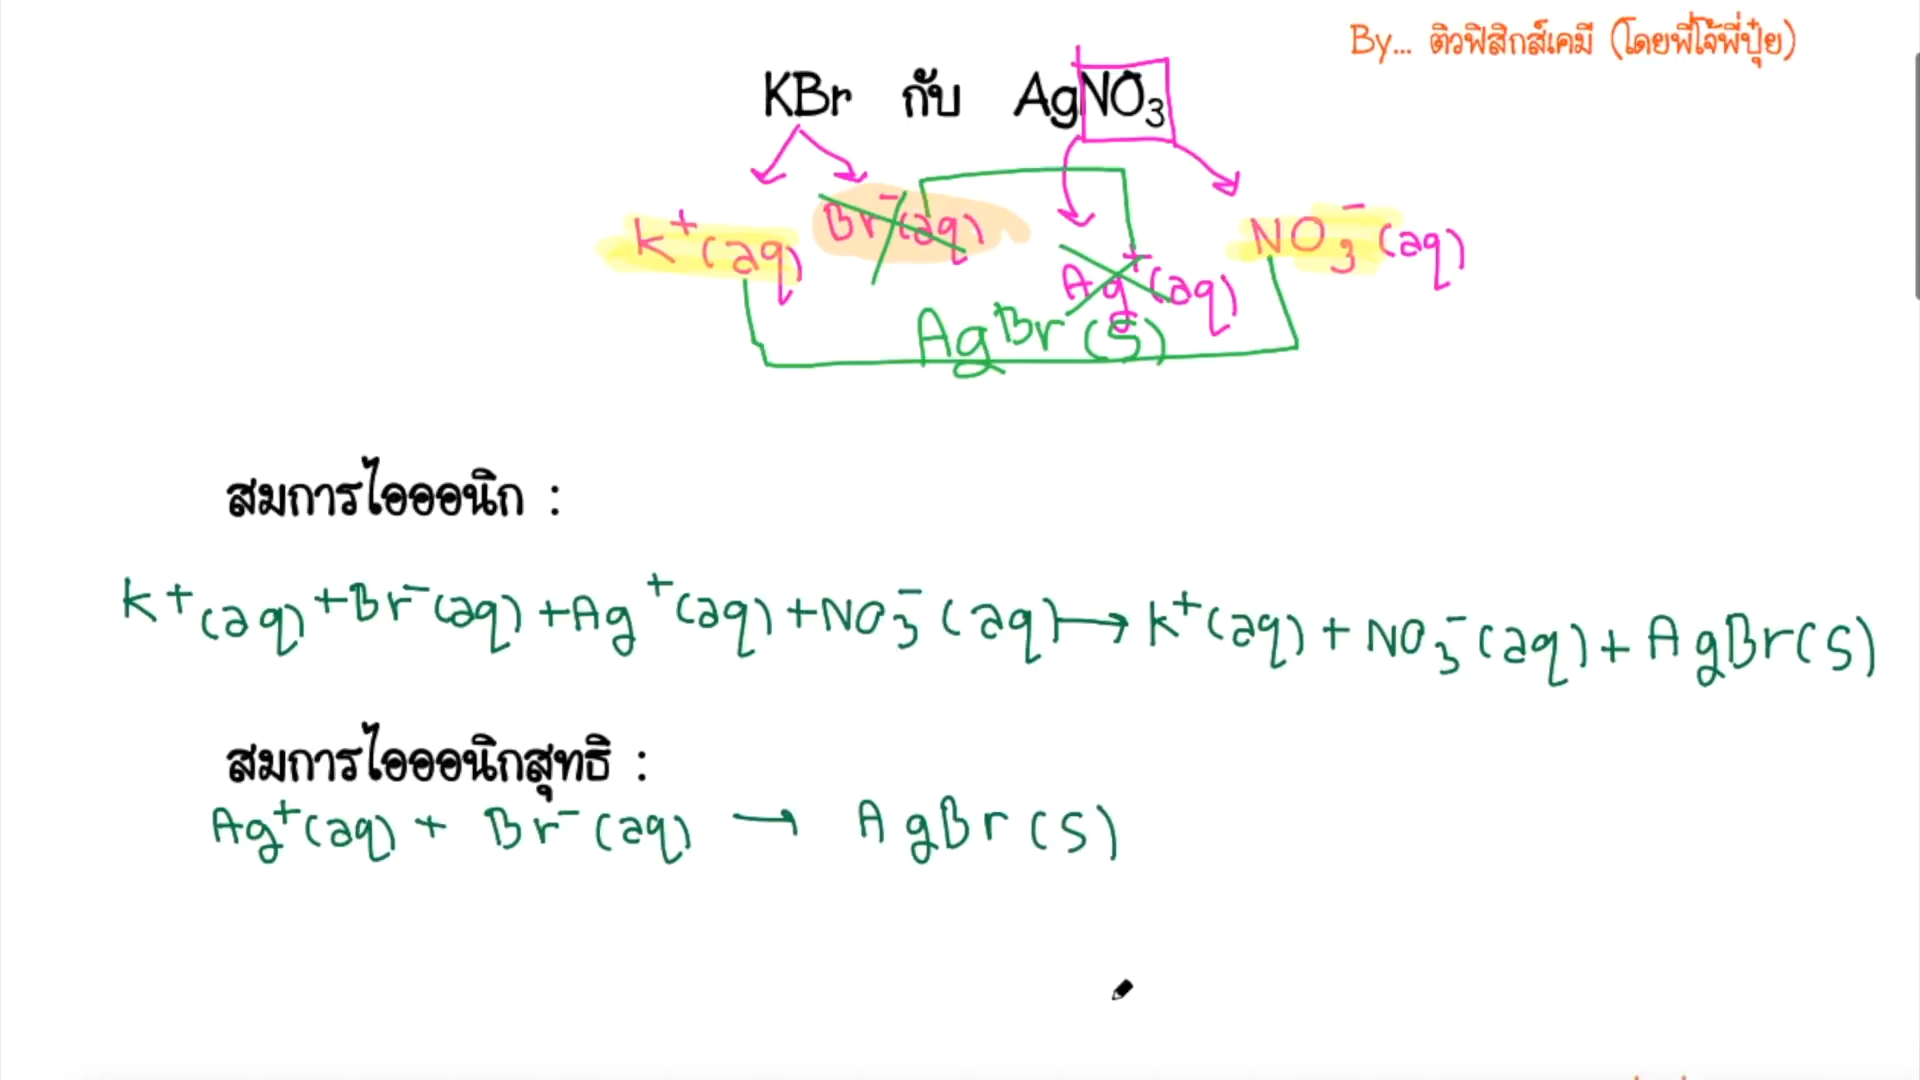 By... ติวฟิสิกส์เคมี (โดยพี่โจ้พี่ปุ๋ย)
KBr กับ AgNO₃
K⁺(aq) Br⁻(aq) Ag⁺(aq) NO₃⁻(aq)
AgBr(s)
สมการไอออนิก :
K⁺(aq) + Br⁻(aq) + Ag⁺(aq) + NO₃⁻(aq) → K⁺(aq) + NO₃⁻(aq) + AgBr(s)
สมการไอออนิกสุทธิ :
Ag⁺(aq) + Br⁻(aq) → AgBr(s)